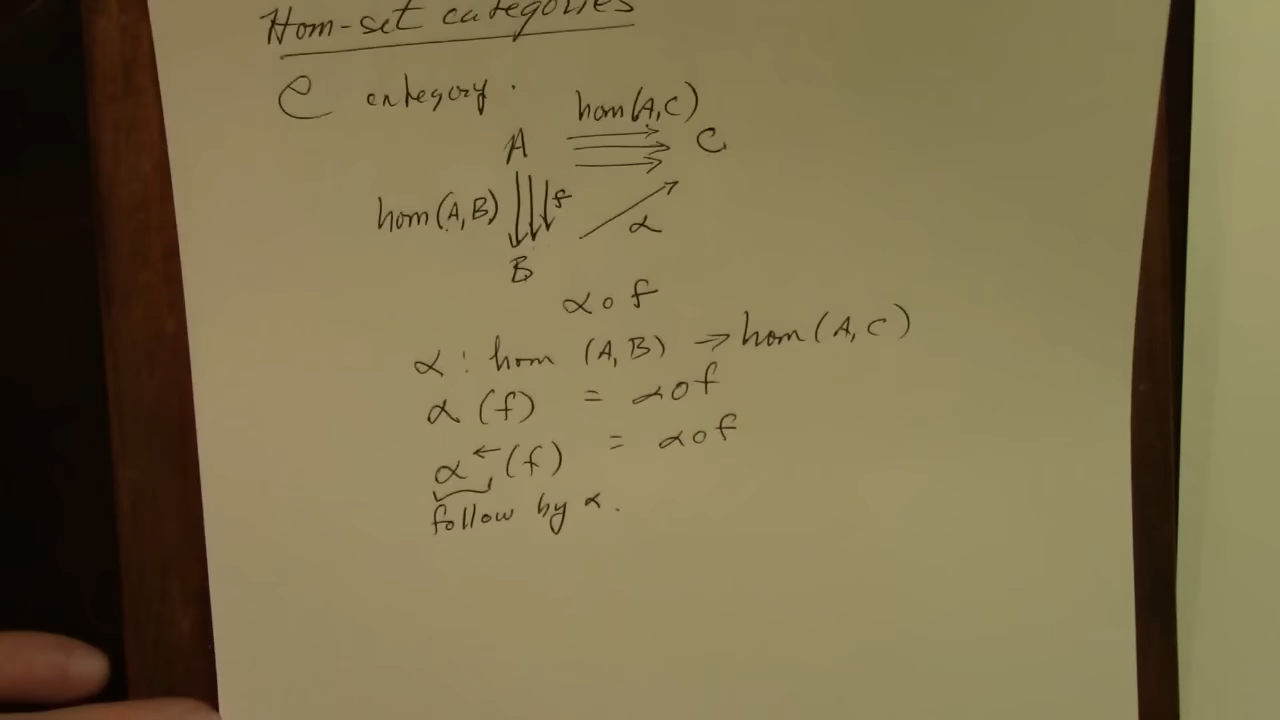 Hom-set categories
C category.
hom(A,C)
A C
hom(A,B) f
α
B
α∘f
α : hom (A,B) → hom(A,C)
α (f) = α∘f
α←(f) = α∘f
follow by α.